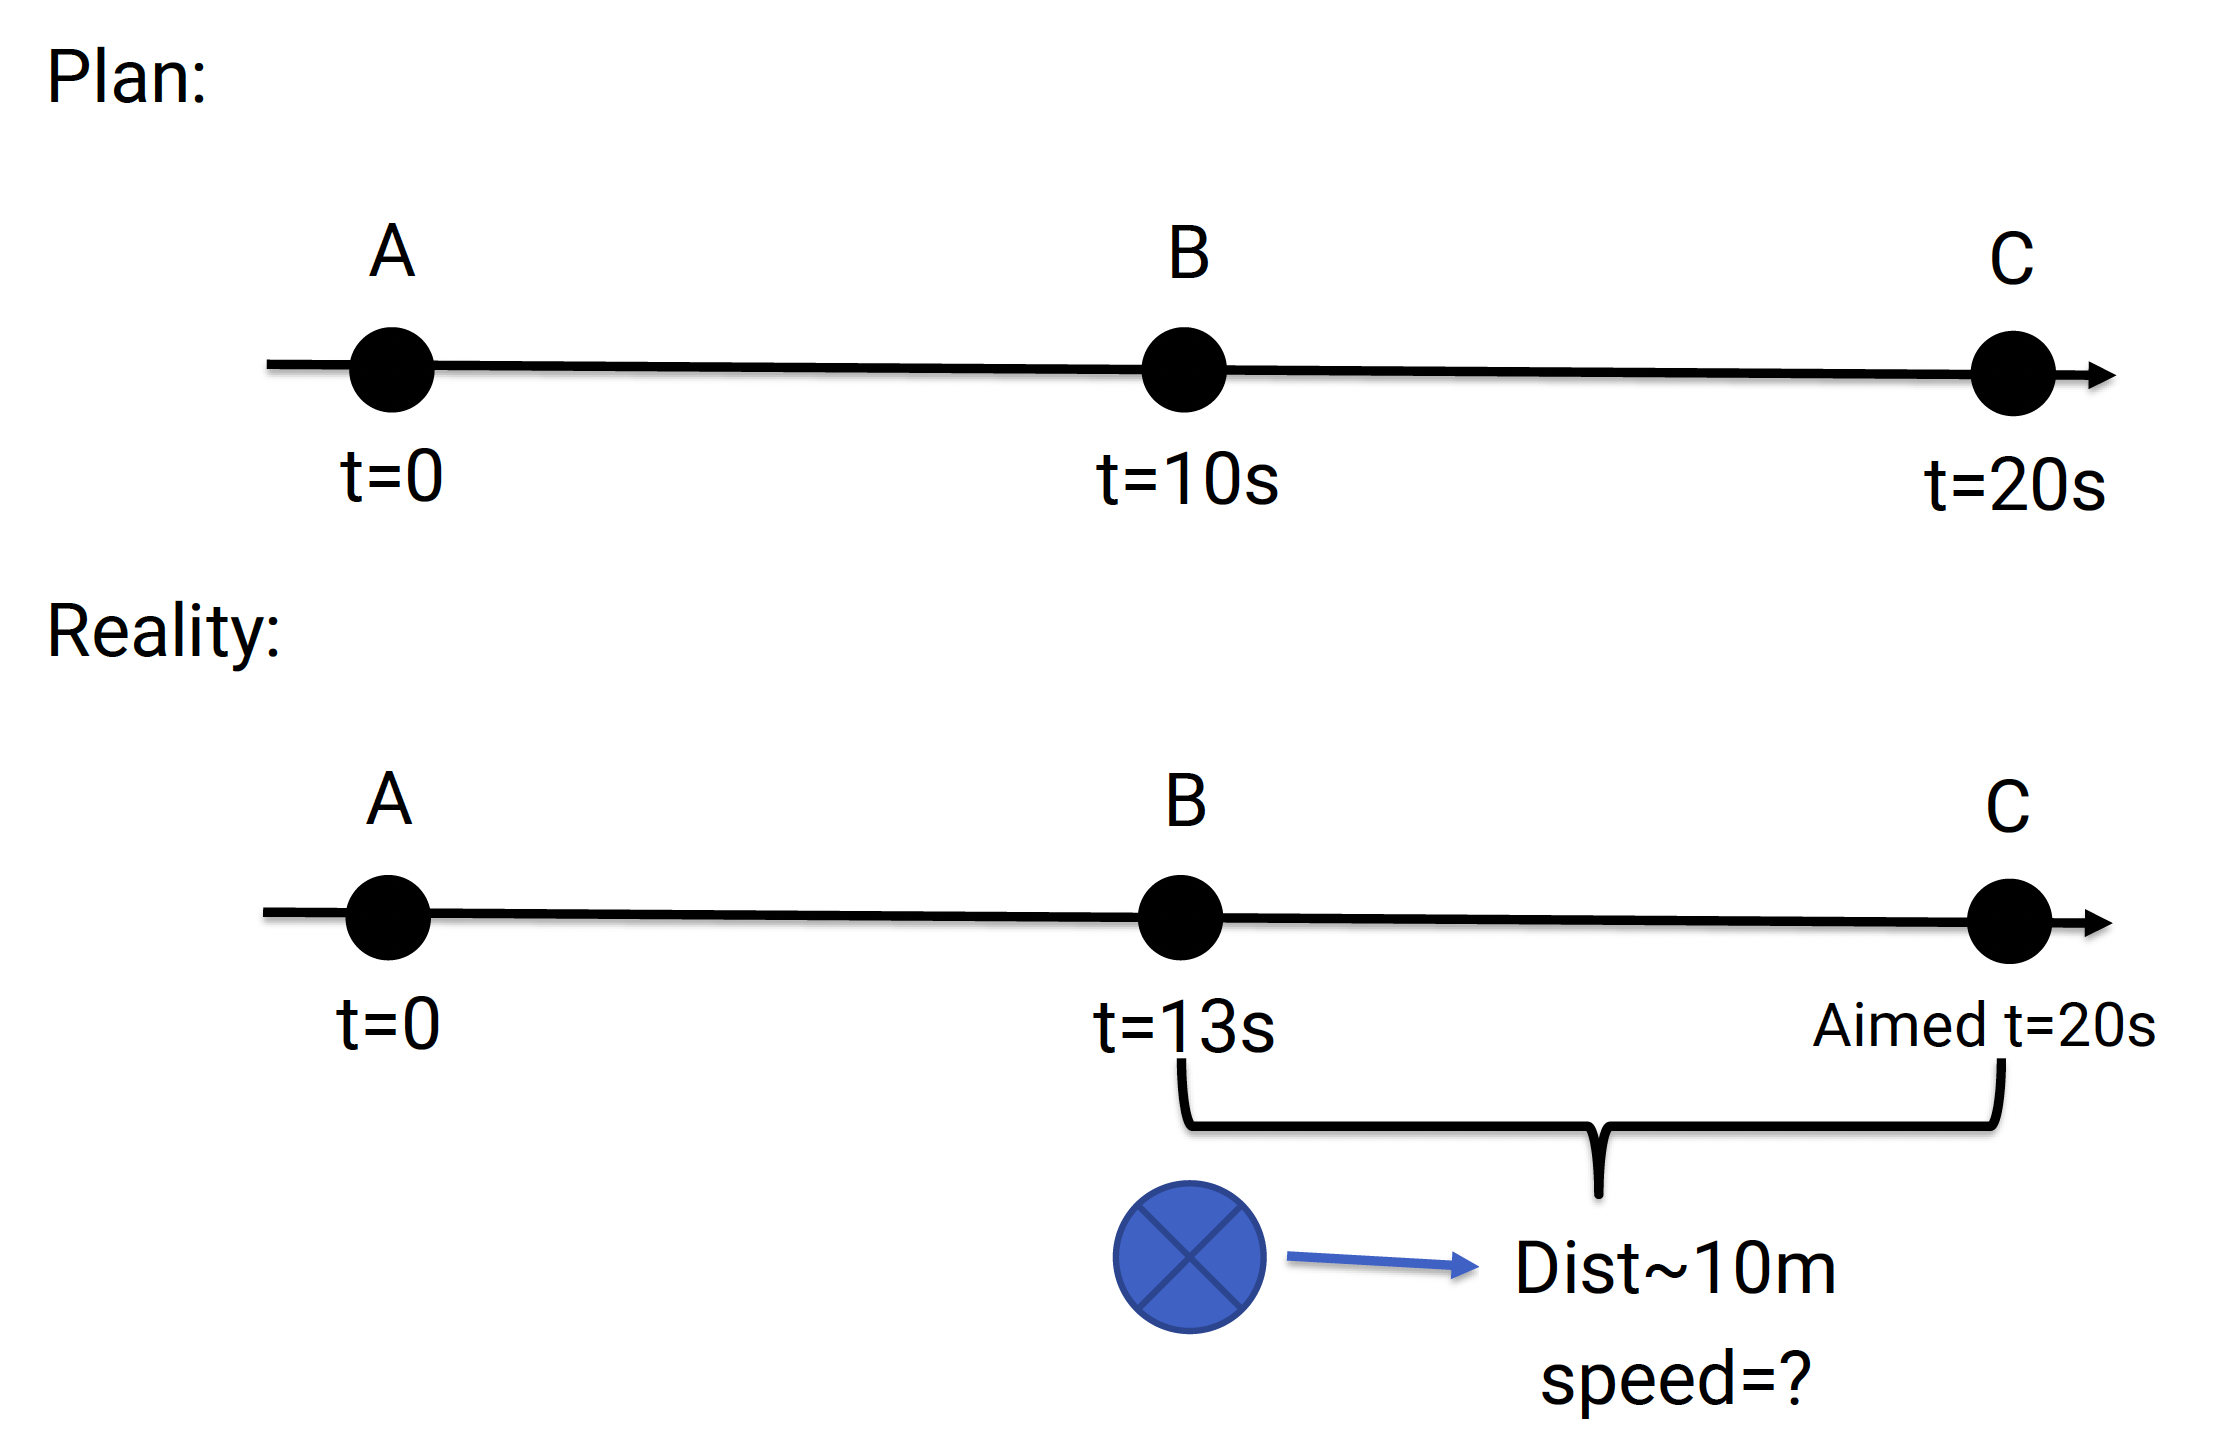 Plan:
A
B
C
t=0
t=10s
t=20s
Reality:
A
B
C
t=0
t=13s
Aimed t=20s
Dist~10m
speed=?